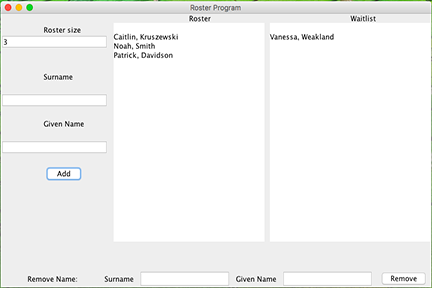 Roster Program
Roster size
3
Surname
Given Name
Add
Roster
Caitlin, Kruszewski
Noah, Smith
Patrick, Davidson
Waitlist
Vanessa, Weakland
Remove Name: Surname Given Name Remove